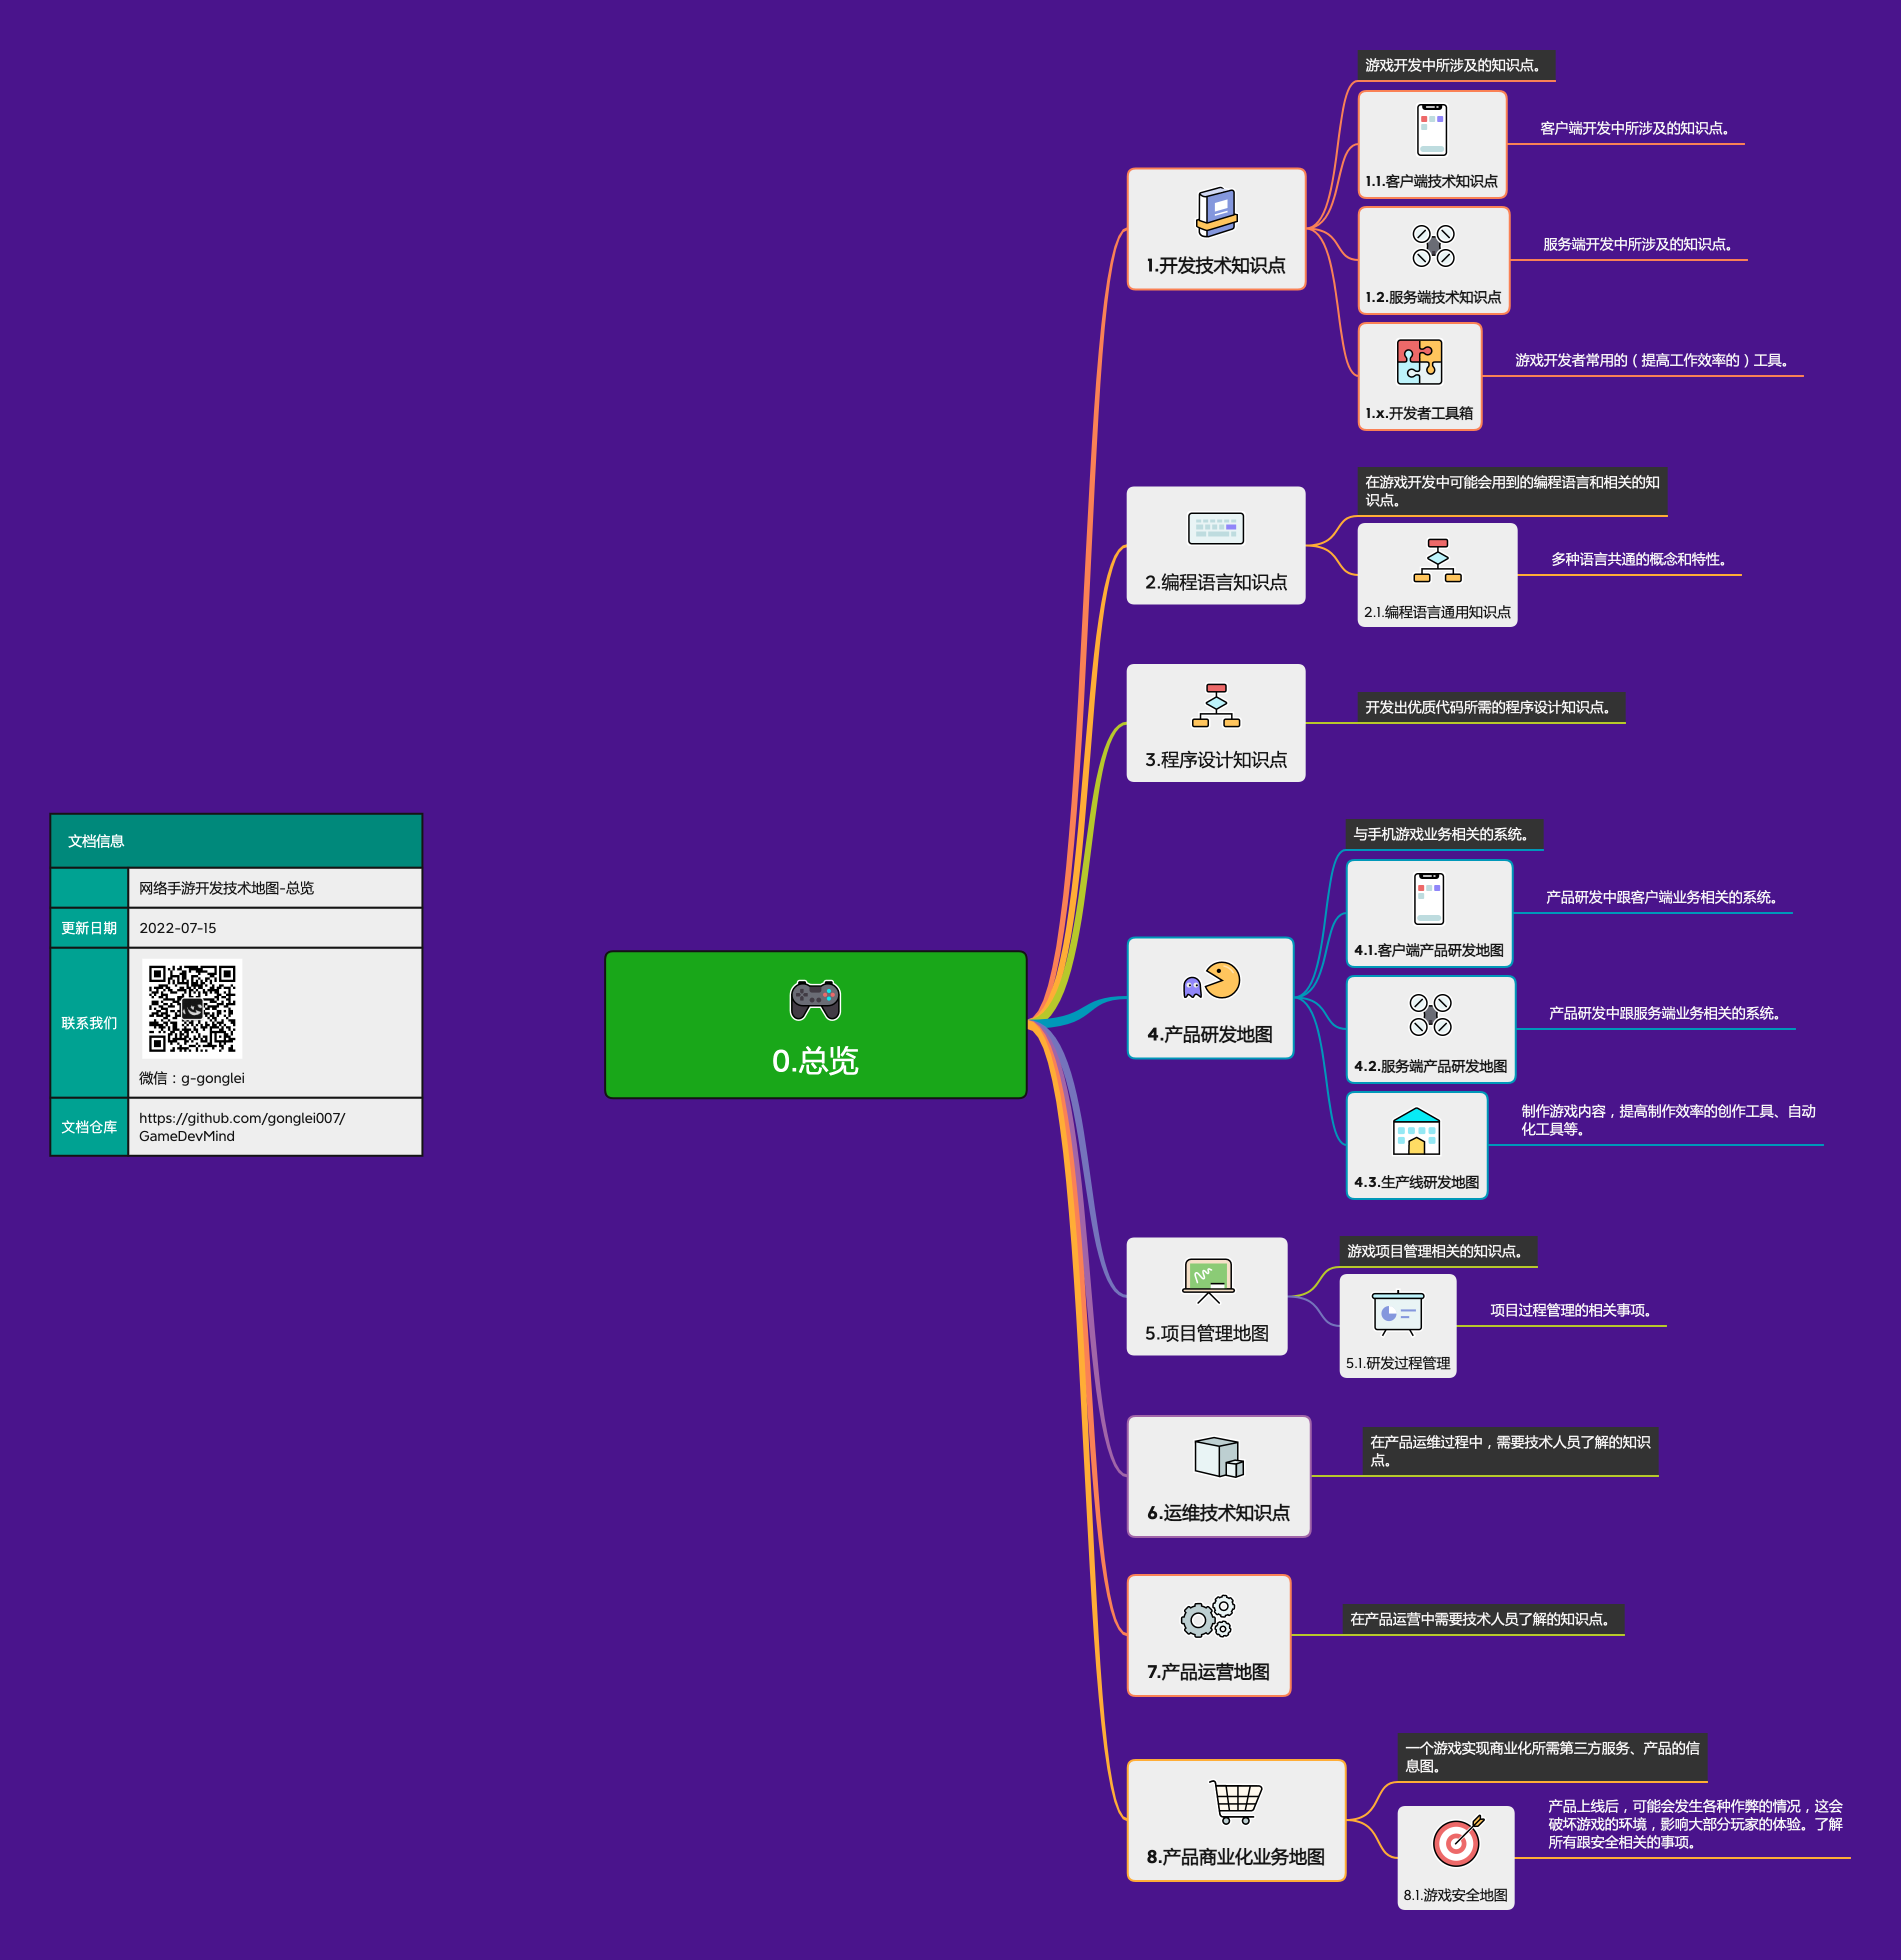 文档信息
网络手游开发技术地图-总览
更新日期
2022-07-15
联系我们
微信：g-gonglei
文档仓库
https://github.com/gonglei007/
GameDevMind
0.总览
1.开发技术知识点
游戏开发中所涉及的知识点。
1.1.客户端技术知识点
客户端开发中所涉及的知识点。
1.2.服务端技术知识点
服务端开发中所涉及的知识点。
1.x.开发者工具箱
游戏开发者常用的（提高工作效率的）工具。
2.编程语言知识点
在游戏开发中可能会用到的编程语言和相关的知
识点。
2.1.编程语言通用知识点
多种语言共通的概念和特性。
3.程序设计知识点
开发出优质代码所需的程序设计知识点。
4.产品研发地图
与手机游戏业务相关的系统。
4.1.客户端产品研发地图
产品研发中跟客户端业务相关的系统。
4.2.服务端产品研发地图
产品研发中跟服务端业务相关的系统。
4.3.生产线研发地图
制作游戏内容，提高制作效率的创作工具、自动
化工具等。
5.项目管理地图
游戏项目管理相关的知识点。
5.1.研发过程管理
项目过程管理的相关事项。
6.运维技术知识点
在产品运维过程中，需要技术人员了解的知识
点。
7.产品运营地图
在产品运营中需要技术人员了解的知识点。
8.产品商业化业务地图
一个游戏实现商业化所需第三方服务、产品的信
息图。
8.1.游戏安全地图
产品上线后，可能会发生各种作弊的情况，这会
破坏游戏的环境，影响大部分玩家的体验。了解
所有跟安全相关的事项。